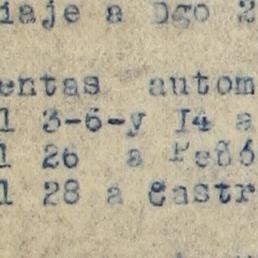 iaje a Dgo 2
entas autom
l 3-6-y I4 a
l 26 a Peñó
l 28 a Castr